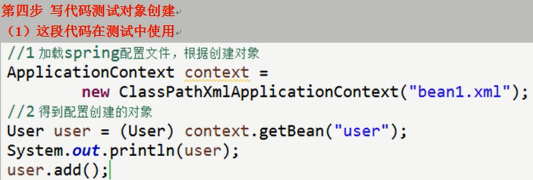 第四步 写代码测试对象创建
（1）这段代码在测试中使用
//1 加载spring配置文件，根据创建对象
ApplicationContext context =
new ClassPathXmlApplicationContext("bean1.xml");
//2 得到配置创建的对象
User user = (User) context.getBean("user");
System.out.println(user);
user.add();